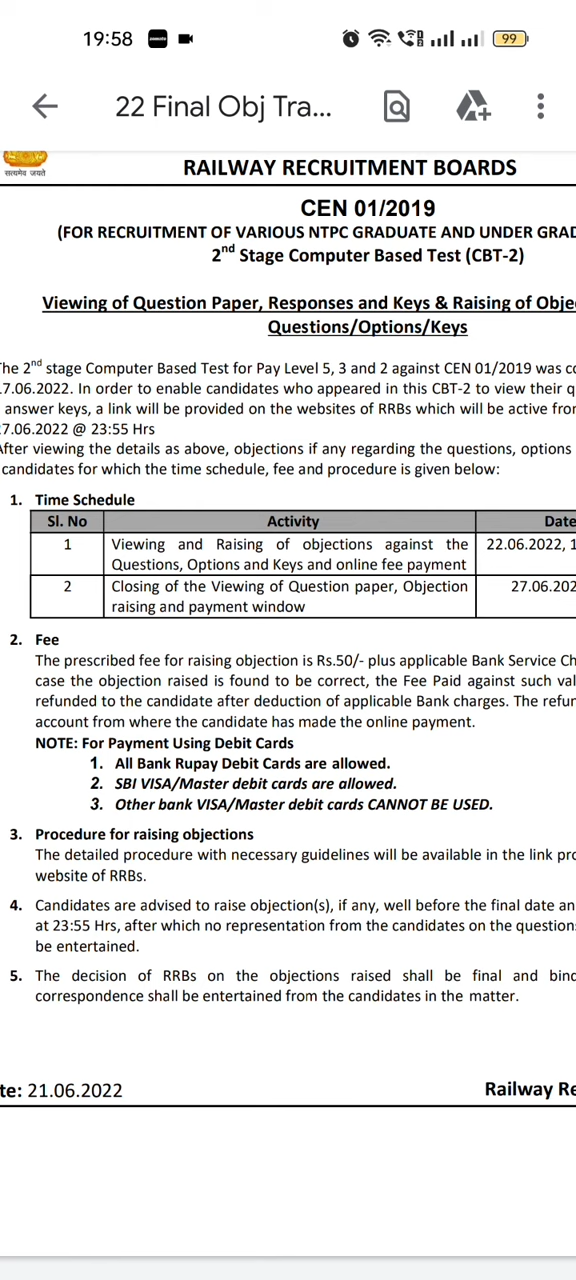 19:58
99
22 Final Obj Tra...
सत्यमेव जयते
RAILWAY RECRUITMENT BOARDS
CEN 01/2019
(FOR RECRUITMENT OF VARIOUS NTPC GRADUATE AND UNDER GRAD
2nd Stage Computer Based Test (CBT-2)
Viewing of Question Paper, Responses and Keys & Raising of Obje
Questions/Options/Keys
he 2nd stage Computer Based Test for Pay Level 5, 3 and 2 against CEN 01/2019 was co
7.06.2022. In order to enable candidates who appeared in this CBT-2 to view their q
answer keys, a link will be provided on the websites of RRBs which will be active from
7.06.2022 @ 23:55 Hrs
After viewing the details as above, objections if any regarding the questions, options
candidates for which the time schedule, fee and procedure is given below:
1. Time Schedule
Sl. No Activity Date
1 Viewing and Raising of objections against the 22.06.2022, 1
Questions, Options and Keys and online fee payment
2 Closing of the Viewing of Question paper, Objection 27.06.202
raising and payment window
2. Fee
The prescribed fee for raising objection is Rs.50/- plus applicable Bank Service Ch
case the objection raised is found to be correct, the Fee Paid against such val
refunded to the candidate after deduction of applicable Bank charges. The refun
account from where the candidate has made the online payment.
NOTE: For Payment Using Debit Cards
1. All Bank Rupay Debit Cards are allowed.
2. SBI VISA/Master debit cards are allowed.
3. Other bank VISA/Master debit cards CANNOT BE USED.
3. Procedure for raising objections
The detailed procedure with necessary guidelines will be available in the link pro
website of RRBs.
4. Candidates are advised to raise objection(s), if any, well before the final date an
at 23:55 Hrs, after which no representation from the candidates on the question
be entertained.
5. The decision of RRBs on the objections raised shall be final and bind
correspondence shall be entertained from the candidates in the matter.
te: 21.06.2022
Railway Re